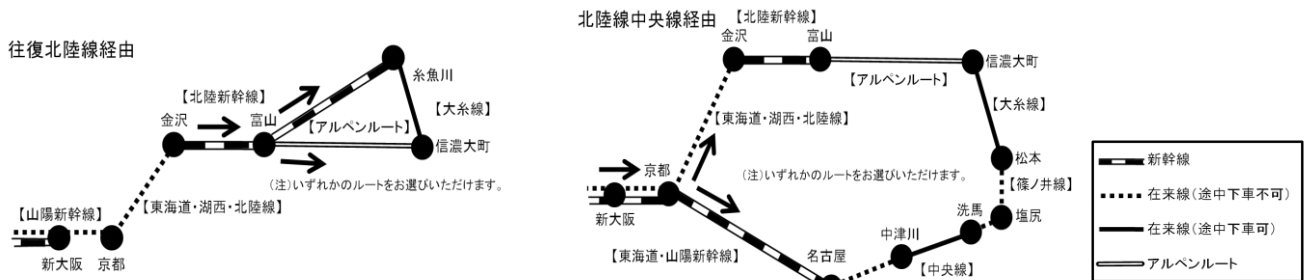 往復北陸線経由
糸魚川
【北陸新幹線】
【大糸線】
金沢
富山
【アルペンルート】
信濃大町
(注)いずれかのルートをお選びいただけます。
【山陽新幹線】
【東海道・湖西・北陸線】
新大阪
京都
北陸線中央線経由
【北陸新幹線】
金沢
富山
信濃大町
【アルペンルート】
【大糸線】
【東海道・湖西・北陸線】
松本
京都
(注)いずれかのルートをお選びいただけます。
【篠ノ井線】
新大阪
洗馬
塩尻
中津川
【東海道・山陽新幹線】
名古屋
【中央線】
新幹線
在来線(途中下車不可)
在来線(途中下車可)
アルペンルート